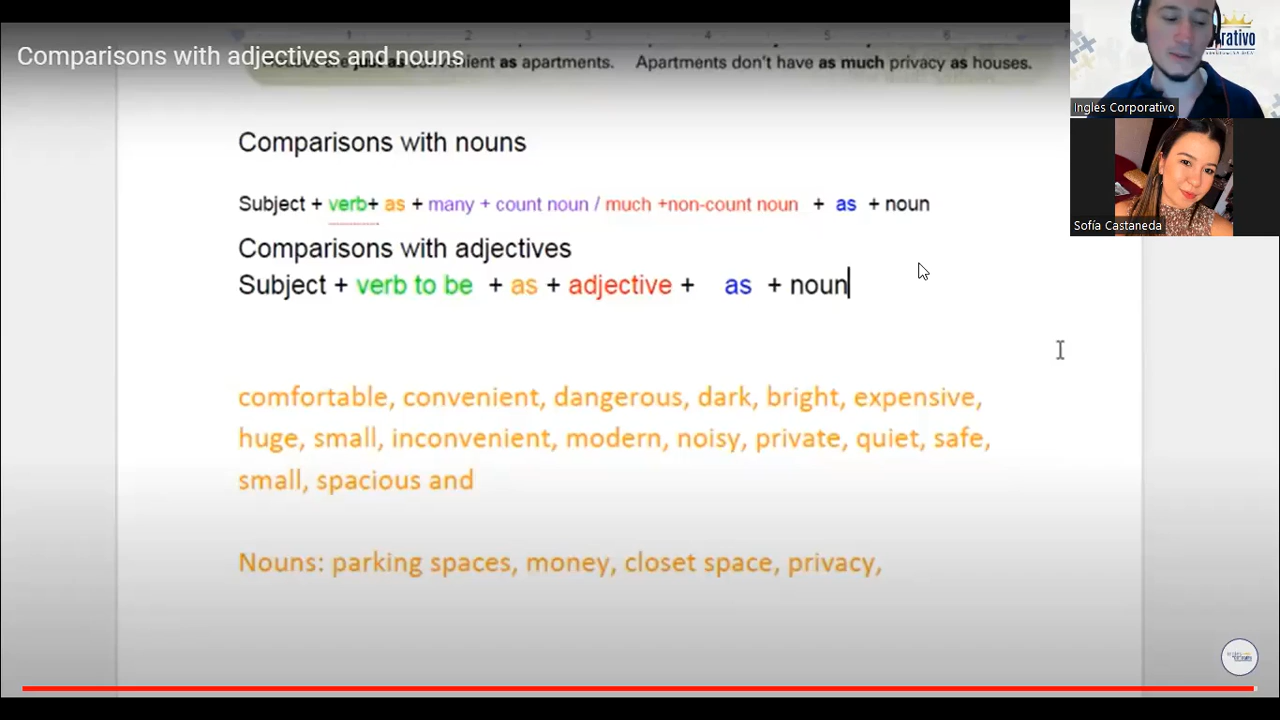 Comparisons with adjectives and nouns
as convenient as apartments. Apartments don't have as much privacy as houses.
rativo
Ingles Corporativo
Sofía Castaneda
Comparisons with nouns
Subject + verb+ as + many + count noun / much +non-count noun + as + noun
Comparisons with adjectives
Subject + verb to be + as + adjective + as + noun
comfortable, convenient, dangerous, dark, bright, expensive,
huge, small, inconvenient, modern, noisy, private, quiet, safe,
small, spacious and
Nouns: parking spaces, money, closet space, privacy,